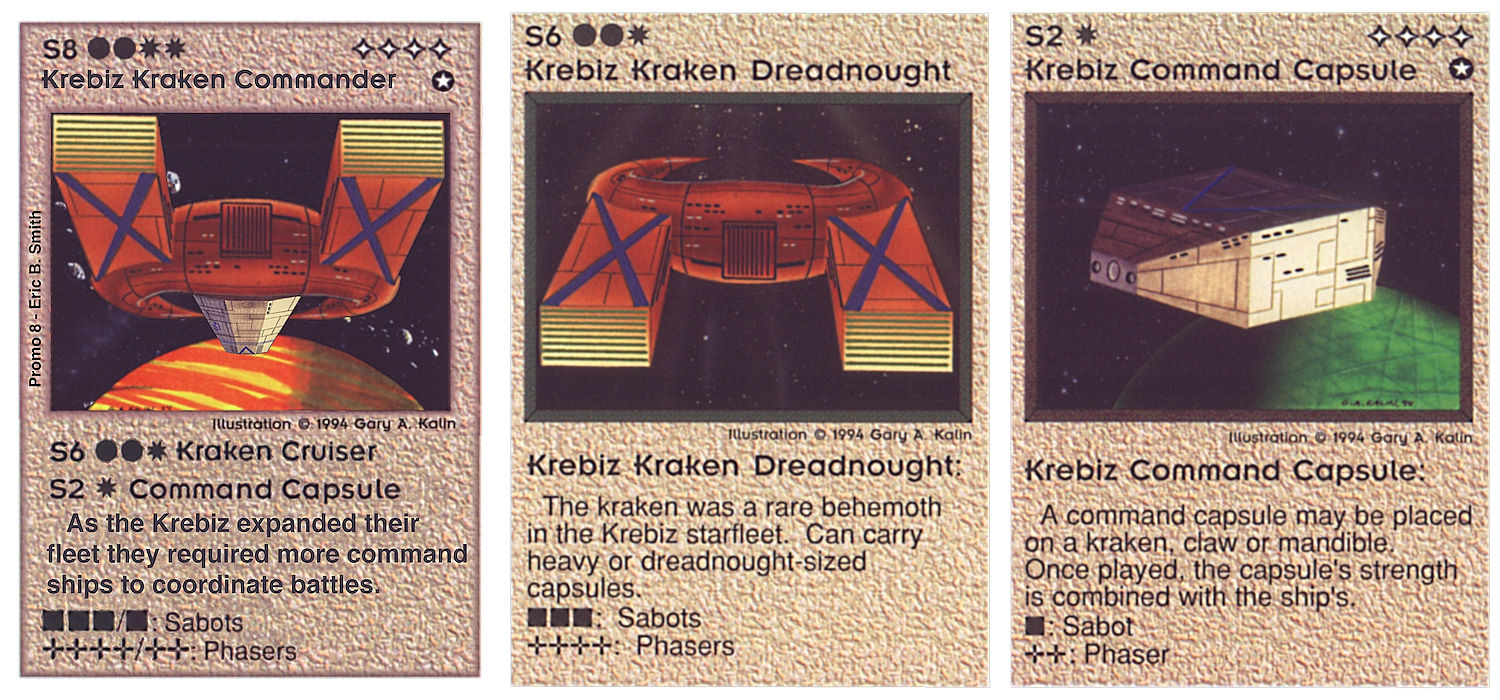 S8 ●●✷✷ ✧✧✧✧
Krebiz Kraken Commander ✪
Promo 8 - Eric B. Smith
Illustration © 1994 Gary A. Kalin
S6 ●●✷ Kraken Cruiser
S2 ✷ Command Capsule
As the Krebiz expanded their
fleet they required more command
ships to coordinate battles.
■■■/■: Sabots
✛✛✛✛/✛✛: Phasers
S6 ●●✷
Krebiz Kraken Dreadnought
Illustration © 1994 Gary A. Kalin
Krebiz Kraken Dreadnought:
The kraken was a rare behemoth
in the Krebiz starfleet. Can carry
heavy or dreadnought-sized
capsules.
■■■: Sabots
✛✛✛✛: Phasers
S2 ✷ ✧✧✧✧
Krebiz Command Capsule ✪
G.A. KALIN, 94
Illustration © 1994 Gary A. Kalin
Krebiz Command Capsule:
A command capsule may be placed
on a kraken, claw or mandible.
Once played, the capsule's strength
is combined with the ship's.
■: Sabot
✛✛: Phaser